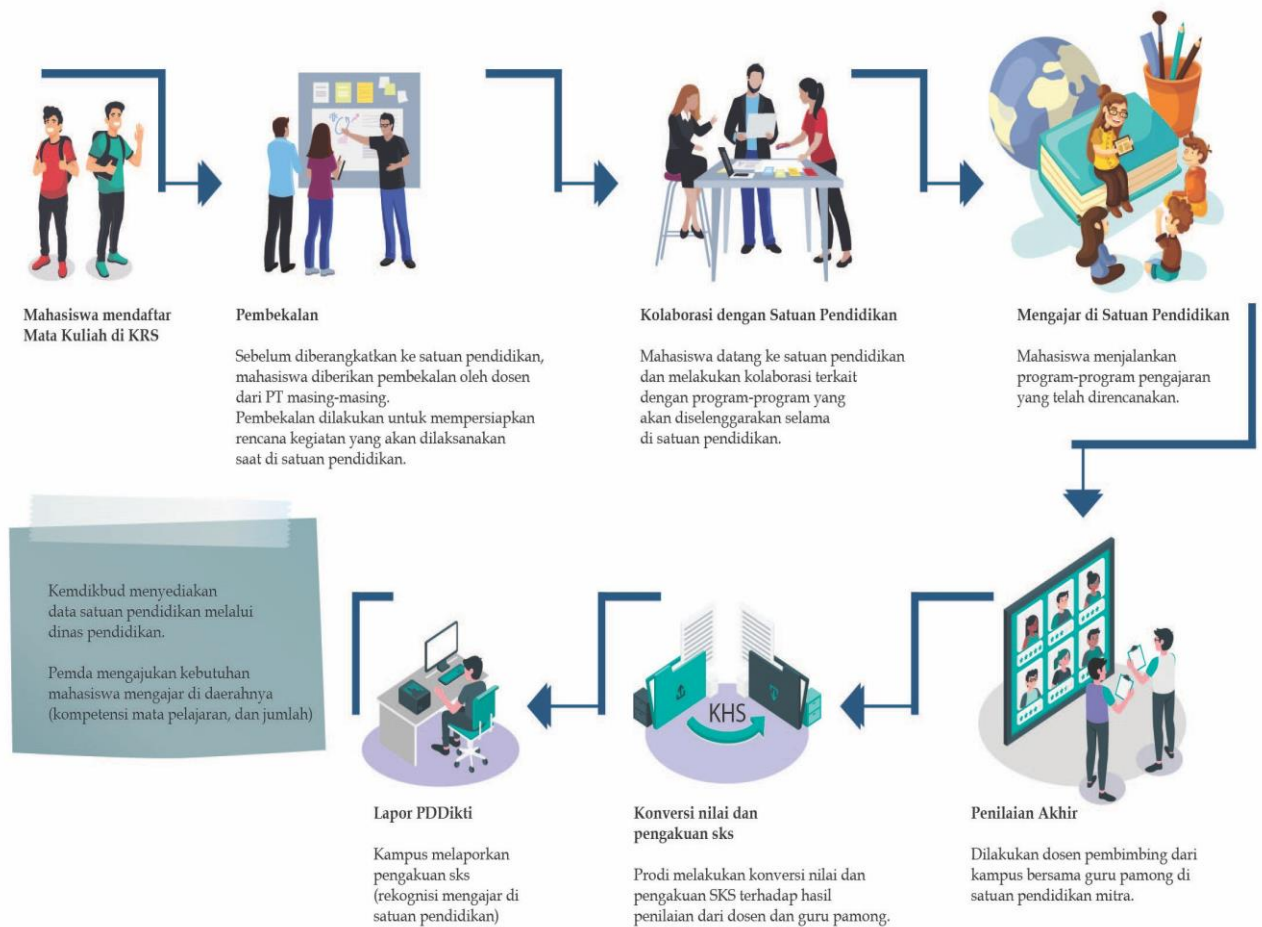 Mahasiswa mendaftar
Mata Kuliah di KRS
Pembekalan
Sebelum diberangkatkan ke satuan pendidikan,
mahasiswa diberikan pembekalan oleh dosen
dari PT masing-masing.
Pembekalan dilakukan untuk mempersiapkan
rencana kegiatan yang akan dilaksanakan
saat di satuan pendidikan.
Kolaborasi dengan Satuan Pendidikan
Mahasiswa datang ke satuan pendidikan
dan melakukan kolaborasi terkait
dengan program-program yang
akan diselenggarakan selama
di satuan pendidikan.
Mengajar di Satuan Pendidikan
Mahasiswa menjalankan
program-program pengajaran
yang telah direncanakan.
Kemdikbud menyediakan
data satuan pendidikan melalui
dinas pendidikan.
Pemda mengajukan kebutuhan
mahasiswa mengajar di daerahnya
(kompetensi mata pelajaran, dan jumlah)
Lapor PDDikti
Kampus melaporkan
pengakuan sks
(rekognisi mengajar di
satuan pendidikan)
KHS
Konversi nilai dan
pengakuan sks
Prodi melakukan konversi nilai dan
pengakuan SKS terhadap hasil
penilaian dari dosen dan guru pamong.
Penilaian Akhir
Dilakukan dosen pembimbing dari
kampus bersama guru pamong di
satuan pendidikan mitra.